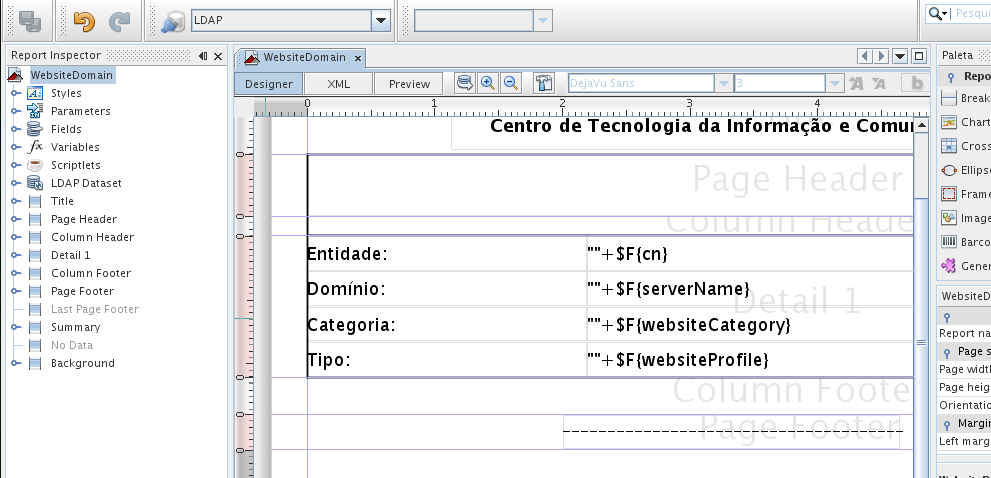 LDAP
Pesqui
Report Inspector
WebsiteDomain
Styles
Parameters
Fields
Variables
Scriptlets
LDAP Dataset
Title
Page Header
Column Header
Detail 1
Column Footer
Page Footer
Last Page Footer
Summary
No Data
Background
WebsiteDomain
Designer XML Preview DejaVu Sans 3 A A b
0 1 2 3 4
Centro de Tecnologia da Informação e Comu
Page Header
Column Heade
Entidade: ""+$F{cn}
Domínio: ""+$F{serverName}
Detail 1
Categoria: ""+$F{websiteCategory}
Tipo: ""+$F{websiteProfile}
Column Foote
Page Footer
Paleta
Repo
Break
Chart
Cross
Ellips
Frame
Image
Barco
Gener
WebsiteD
Report na
Page s
Page widt
Page heig
Orientatio
Margin
Left marg